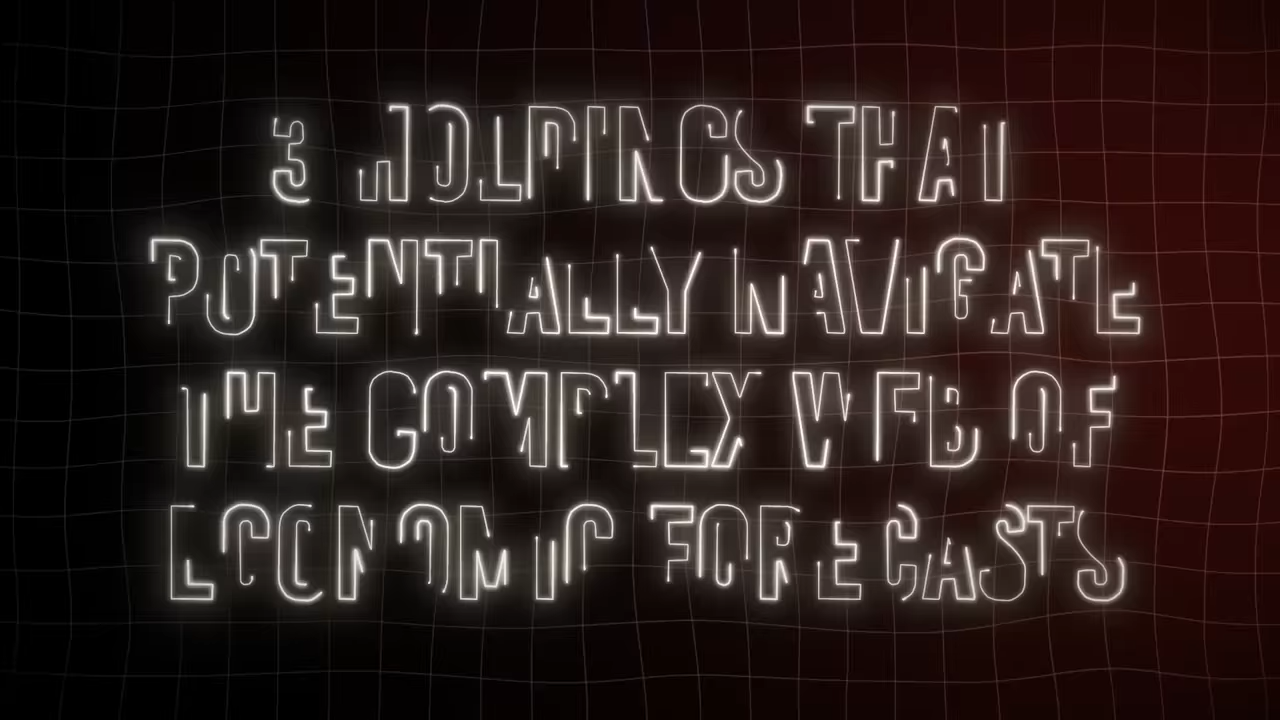 3 HOLDINGS THAT
POTENTIALLY NAVIGATE
THE COMPLEX WEB OF
ECONOMIC FORECASTS